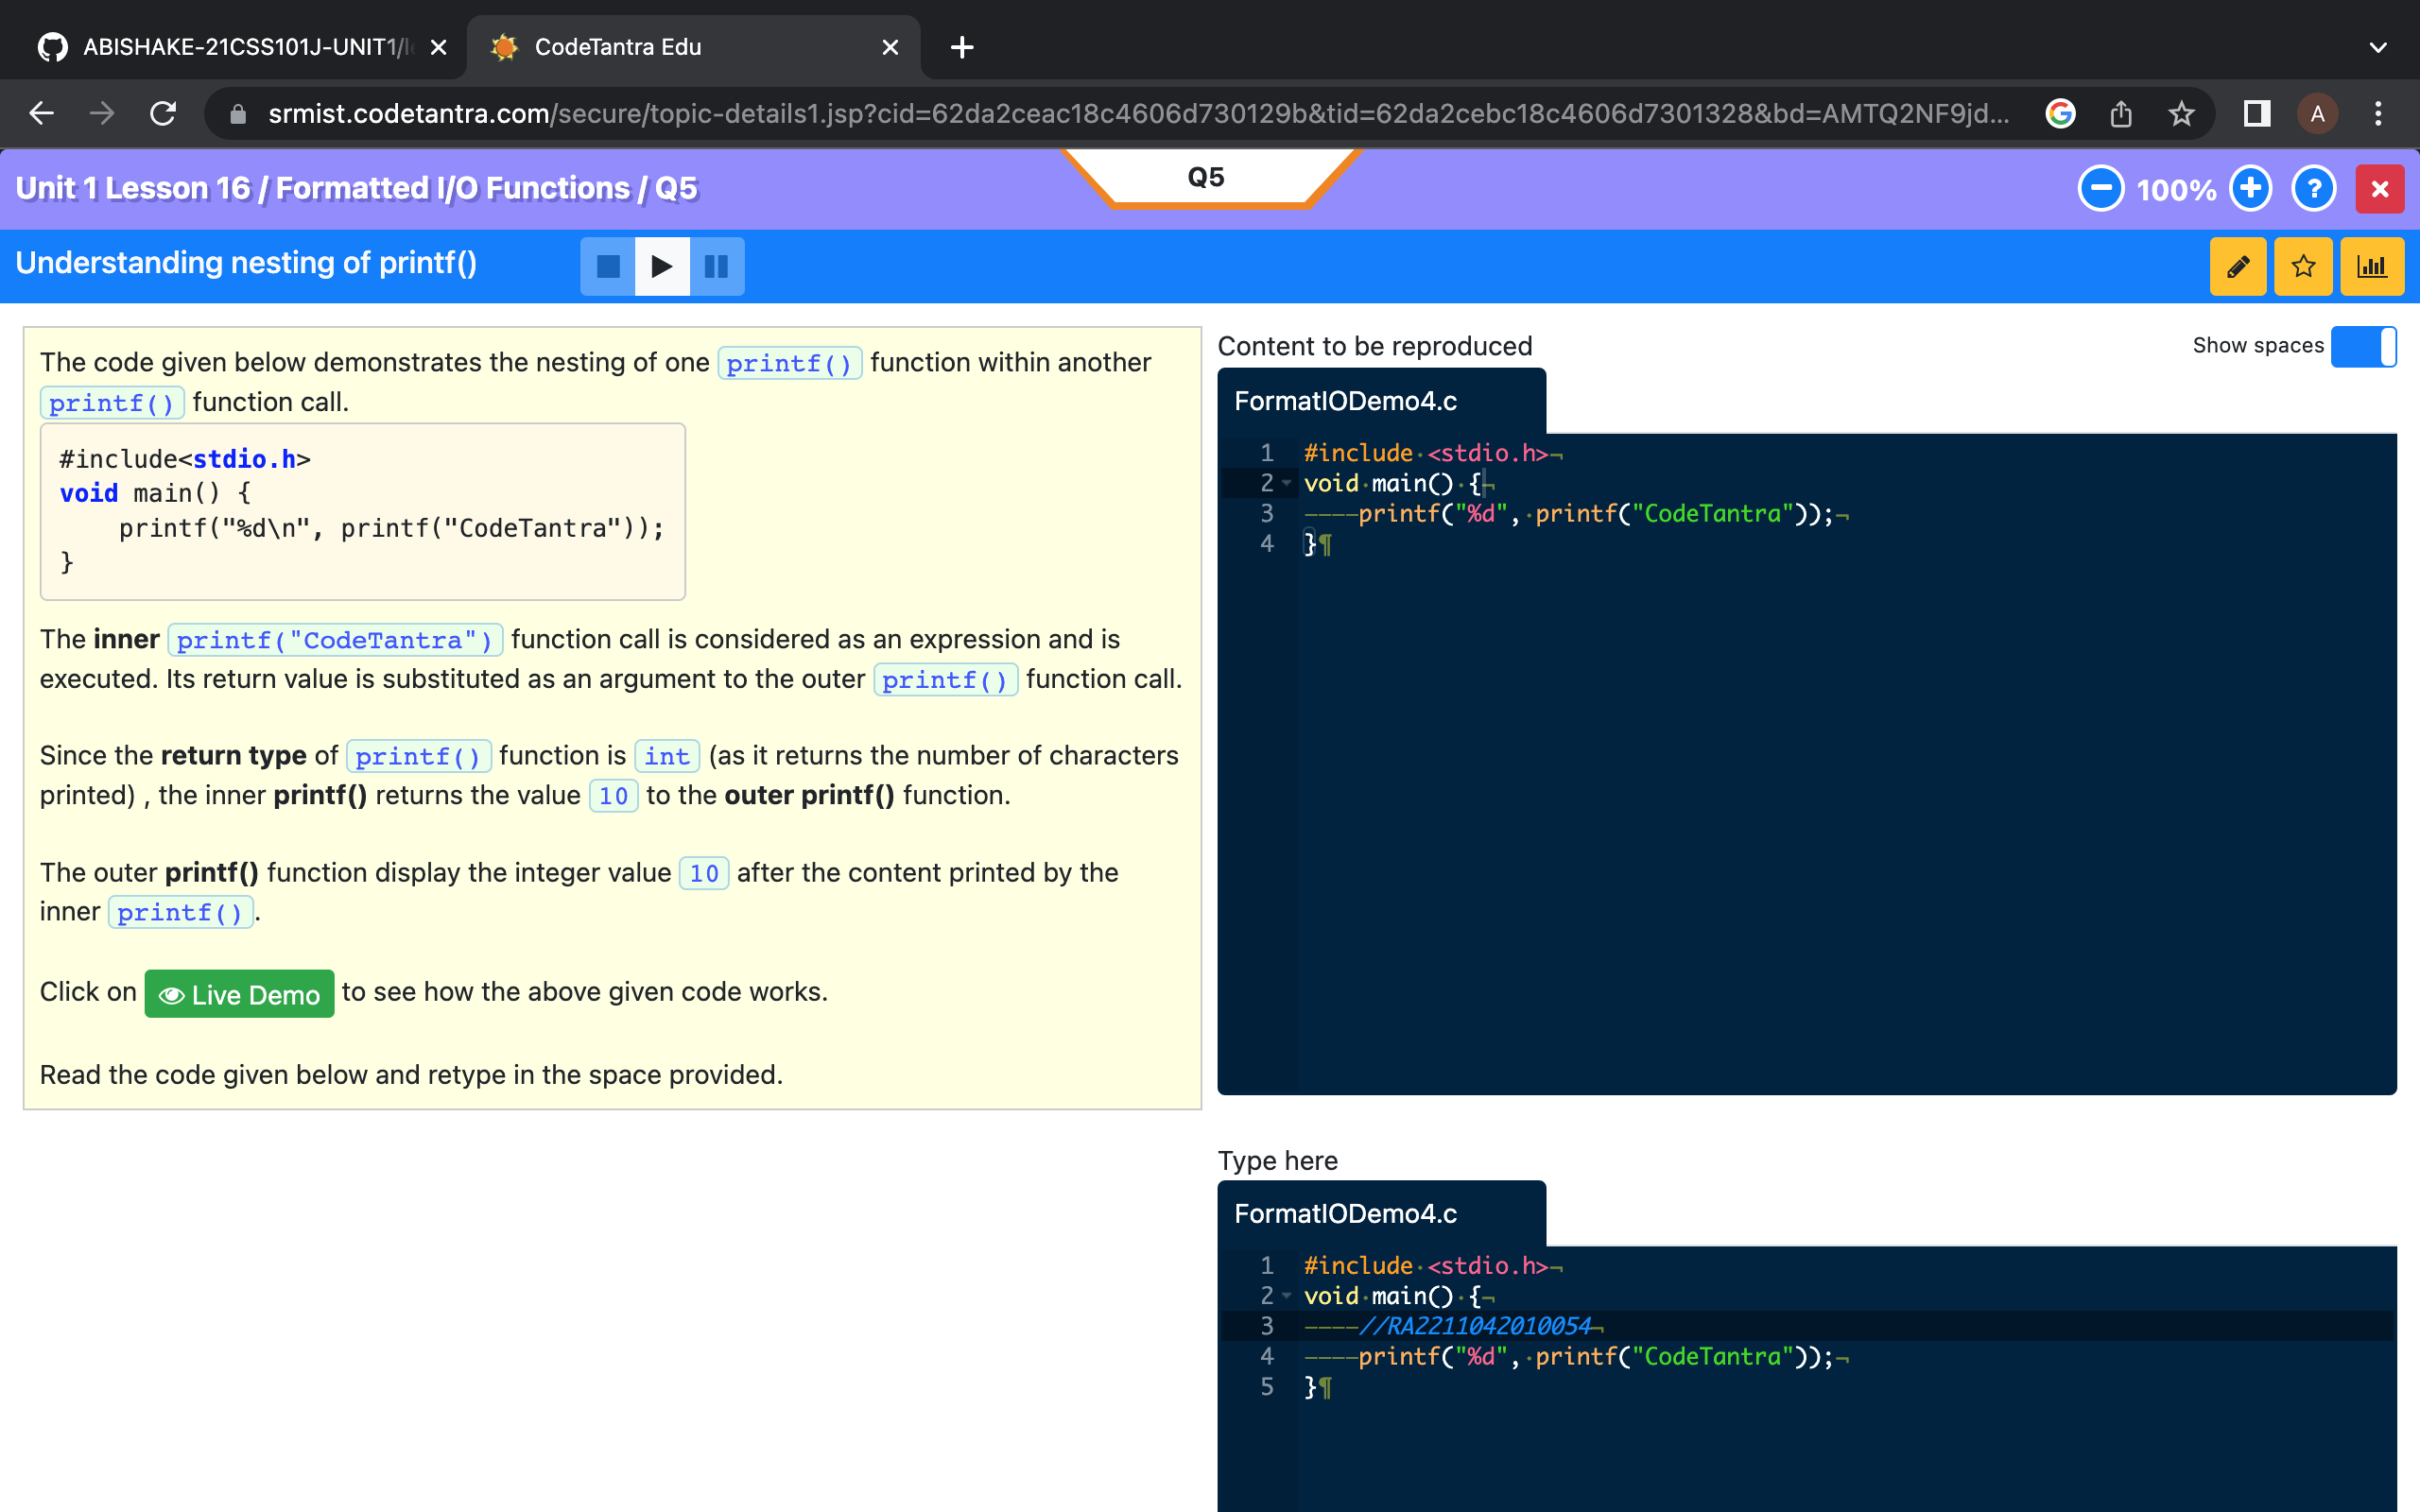 ABISHAKE-21CSS101J-UNIT1/l
CodeTantra Edu
srmist.codetantra.com/secure/topic-details1.jsp?cid=62da2ceac18c4606d730129b&tid=62da2cebc18c4606d7301328&bd=AMTQ2NF9jd...
A
Unit 1 Lesson 16 / Formatted I/O Functions / Q5
Q5
100%
?
Understanding nesting of printf()
The code given below demonstrates the nesting of one printf() function within another
printf() function call.
#include<stdio.h>
void main() {
    printf("%d\n", printf("CodeTantra"));
}
The inner printf("CodeTantra") function call is considered as an expression and is
executed. Its return value is substituted as an argument to the outer printf() function call.
Since the return type of printf() function is int (as it returns the number of characters
printed) , the inner printf() returns the value 10 to the outer printf() function.
The outer printf() function display the integer value 10 after the content printed by the
inner printf().
Click on Live Demo to see how the above given code works.
Read the code given below and retype in the space provided.
Content to be reproduced
Show spaces
FormatIODemo4.c
1 #include·<stdio.h>¬
2 void·main()·{¬
3 ————printf("%d",·printf("CodeTantra"));¬
4 }¶
Type here
FormatIODemo4.c
1 #include·<stdio.h>¬
2 void·main()·{¬
3 ————//RA2211042010054¬
4 ————printf("%d",·printf("CodeTantra"));¬
5 }¶